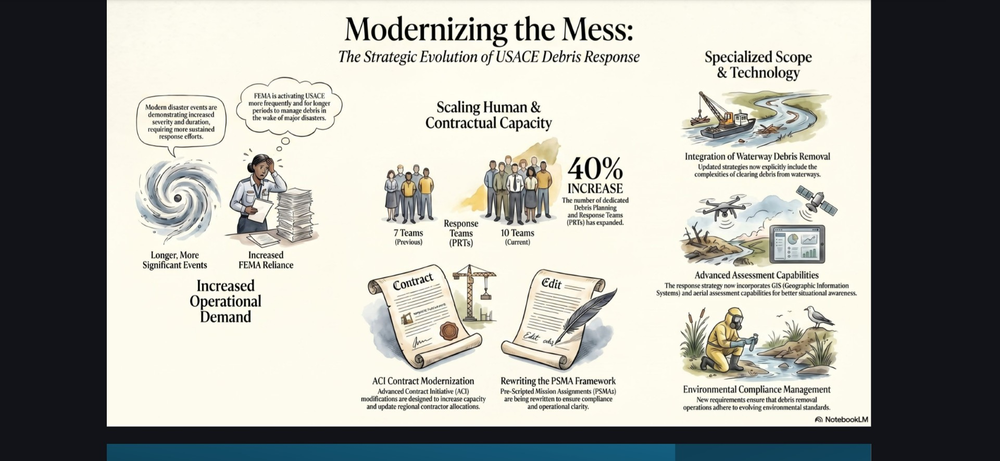 Modernizing the Mess:
The Strategic Evolution of USACE Debris Response
Modern disaster events are
demonstrating increased
severity and duration,
requiring more sustained
response efforts.
FEMA is activating USACE
more frequently and for longer
periods to manage debris in
the wake of major disasters.
Longer, More
Significant Events
Increased
FEMA Reliance
Increased
Operational
Demand
Scaling Human &
Contractual Capacity
7 Teams
(Previous)
Response
Teams
(PRTs)
10 Teams
(Current)
40%
INCREASE
The number of dedicated
Debris Planning
and Response Teams
(PRTs) has expanded.
Contract
ACI Contract Modernization
Advanced Contract Initiative (ACI)
modifications are designed to increase capacity
and update regional contractor allocations.
Edit
Edit
Rewriting the PSMA Framework
Pre-Scripted Mission Assignments (PSMAs)
are being rewritten to ensure compliance
and operational clarity.
Specialized Scope
& Technology
Integration of Waterway Debris Removal
Updated strategies now explicitly include the
complexities of clearing debris from waterways.
Advanced Assessment Capabilities
The response strategy now incorporates GIS (Geographic Information
Systems) and aerial assessment capabilities for better situational awareness.
Environmental Compliance Management
New requirements ensure that debris removal
operations adhere to evolving environmental standards.
NotebookLM